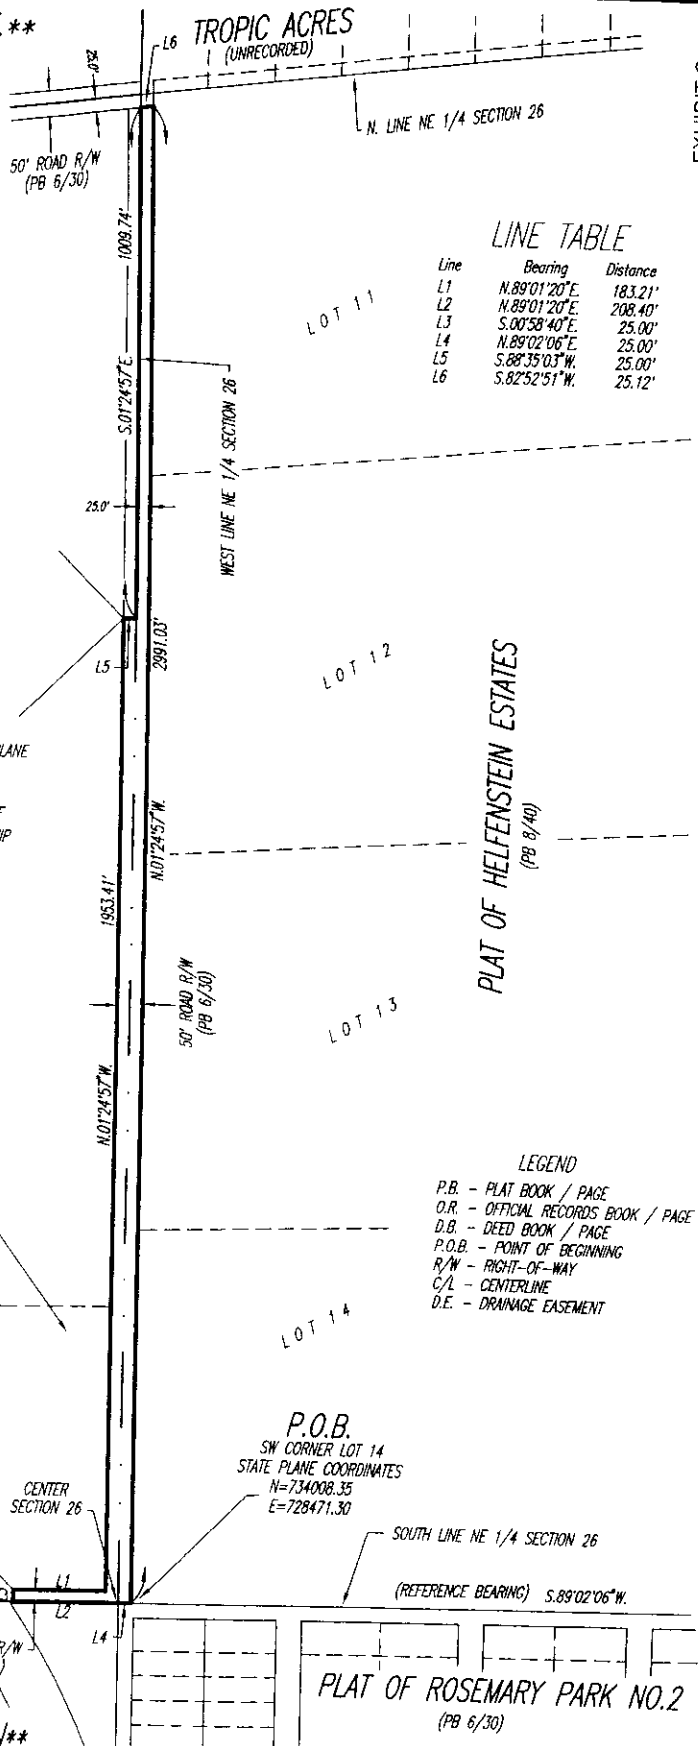 **
L6 TROPIC ACRES
(UNRECORDED)
N. LINE NE 1/4 SECTION 26
50' ROAD R/W
(PB 6/30)
1009.74'
S.01°24'57"E.
LINE TABLE
Line Bearing Distance
L1 N.89°01'20"E. 183.21'
L2 N.89°01'20"E. 208.40'
L3 S.00°58'40"E. 25.00'
L4 N.89°02'06"E. 25.00'
L5 S.88°35'03"W. 25.00'
L6 S.82°52'51"W. 25.12'
LOT 11
WEST LINE NE 1/4 SECTION 26
25.0'
2991.03'
L5
LOT 12
PLAT OF HELFENSTEIN ESTATES
(PB 8/40)
N.01°24'57"W.
1953.41'
50' ROAD R/W
(PB 6/30)
LOT 13
N.01°24'57"W.
LEGEND
P.B. - PLAT BOOK / PAGE
O.R. - OFFICIAL RECORDS BOOK / PAGE
D.B. - DEED BOOK / PAGE
P.O.B. - POINT OF BEGINNING
R/W - RIGHT-OF-WAY
C/L - CENTERLINE
D.E. - DRAINAGE EASEMENT
LOT 14
P.O.B.
SW CORNER LOT 14
STATE PLANE COORDINATES
N=734008.35
E=728471.30
CENTER
SECTION 26
SOUTH LINE NE 1/4 SECTION 26
(REFERENCE BEARING) S.89°02'06"W.
L1
L2
L4
R/W
PLAT OF ROSEMARY PARK NO.2
(PB 6/30)
**